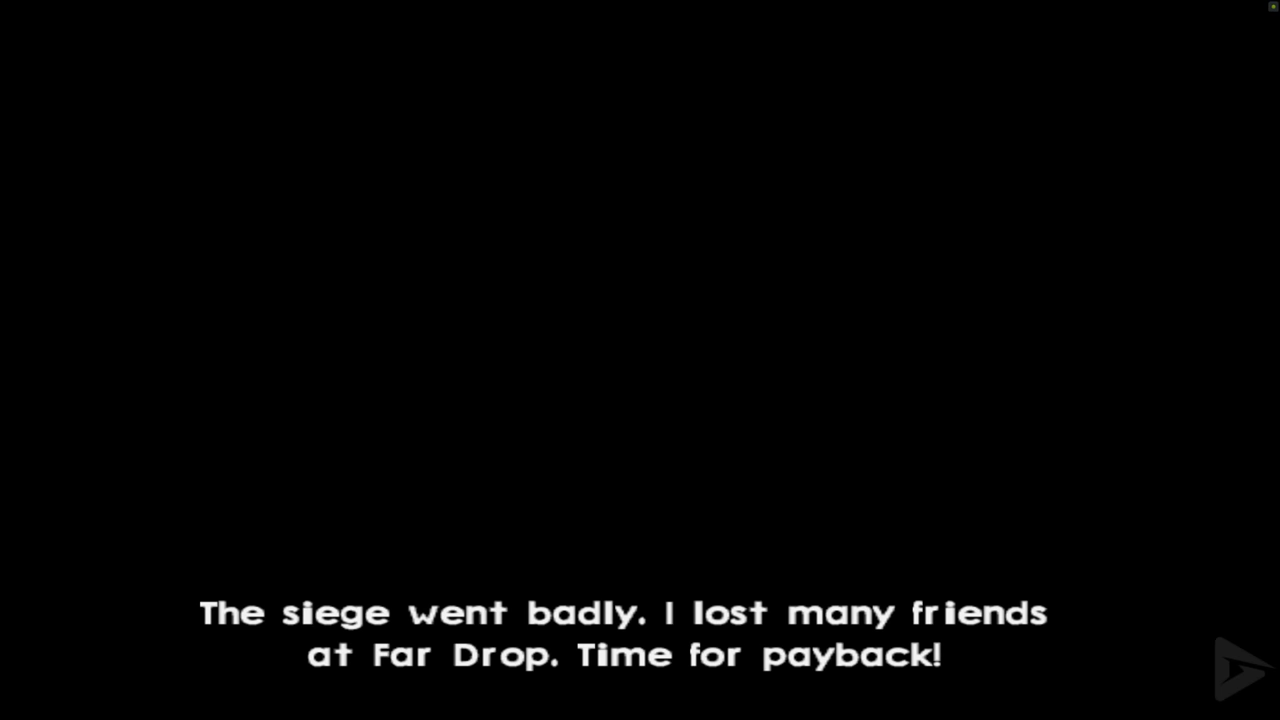 The siege went badly. I lost many friends
at Far Drop. Time for payback!